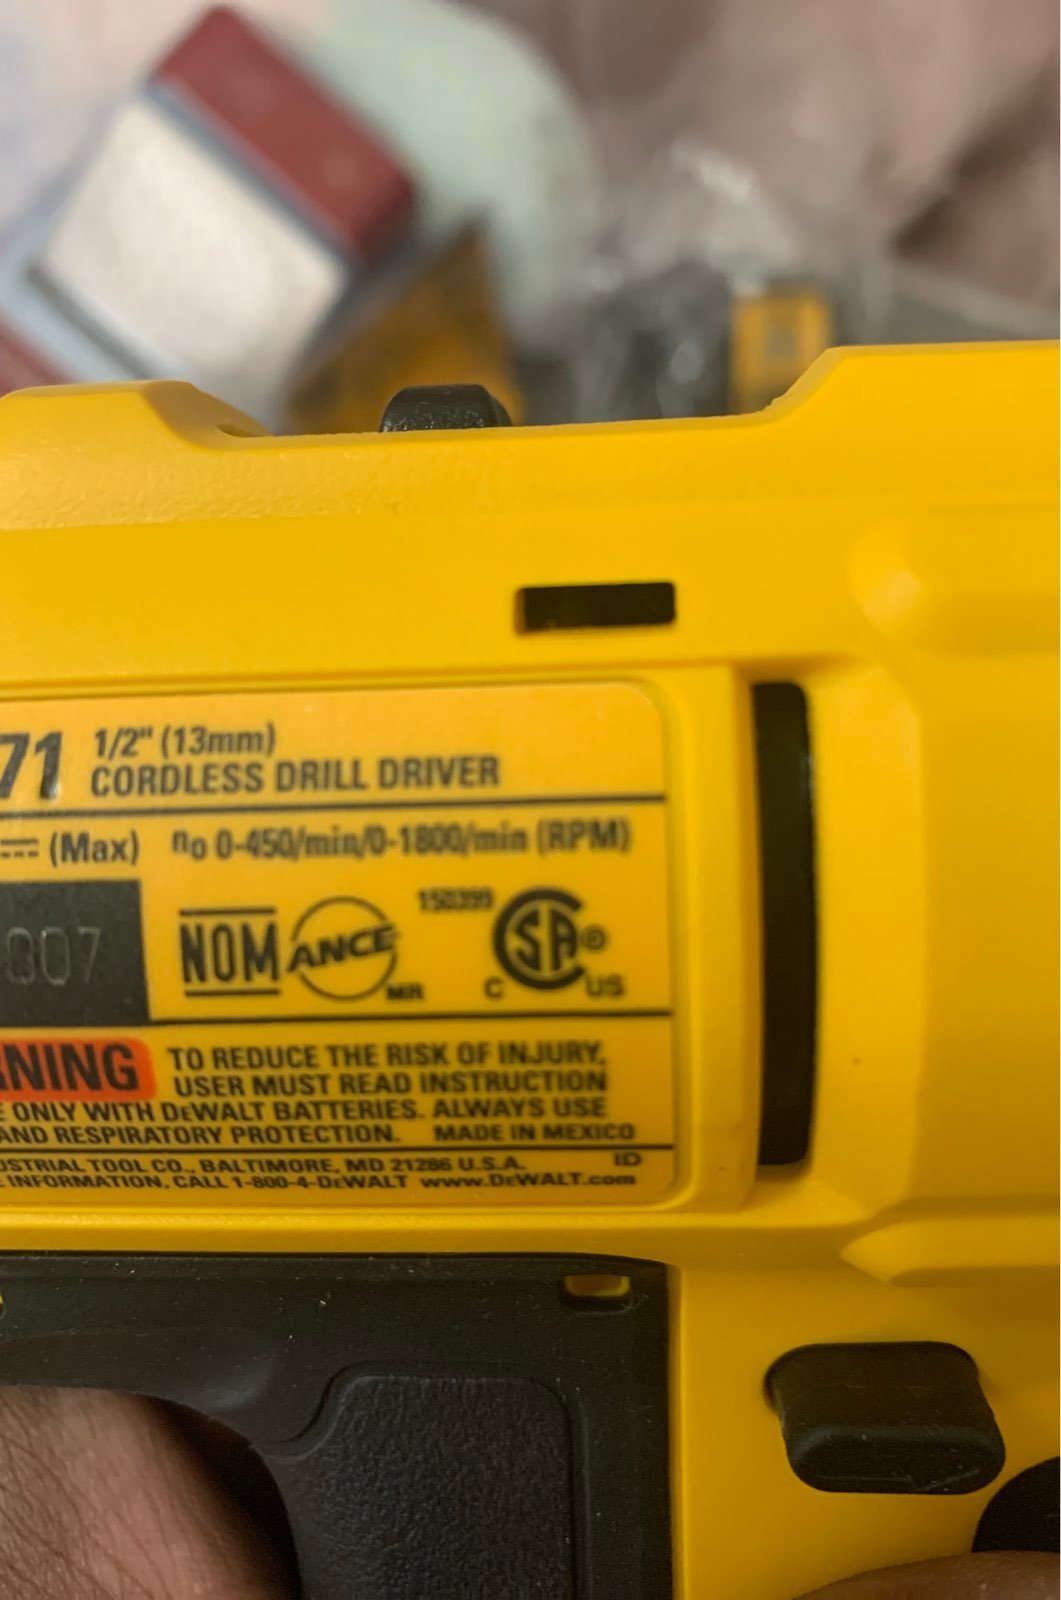 71 1/2" (13mm)
CORDLESS DRILL DRIVER
(Max) no 0-450/min/0-1800/min (RPM)
007
NOM ANCE MR
150399
CSA ®
C US
RNING TO REDUCE THE RISK OF INJURY,
USER MUST READ INSTRUCTION
E ONLY WITH DeWALT BATTERIES. ALWAYS USE
AND RESPIRATORY PROTECTION. MADE IN MEXICO
USTRIAL TOOL CO., BALTIMORE, MD 21286 U.S.A. ID
E INFORMATION, CALL 1-800-4-DeWALT www.DeWALT.com